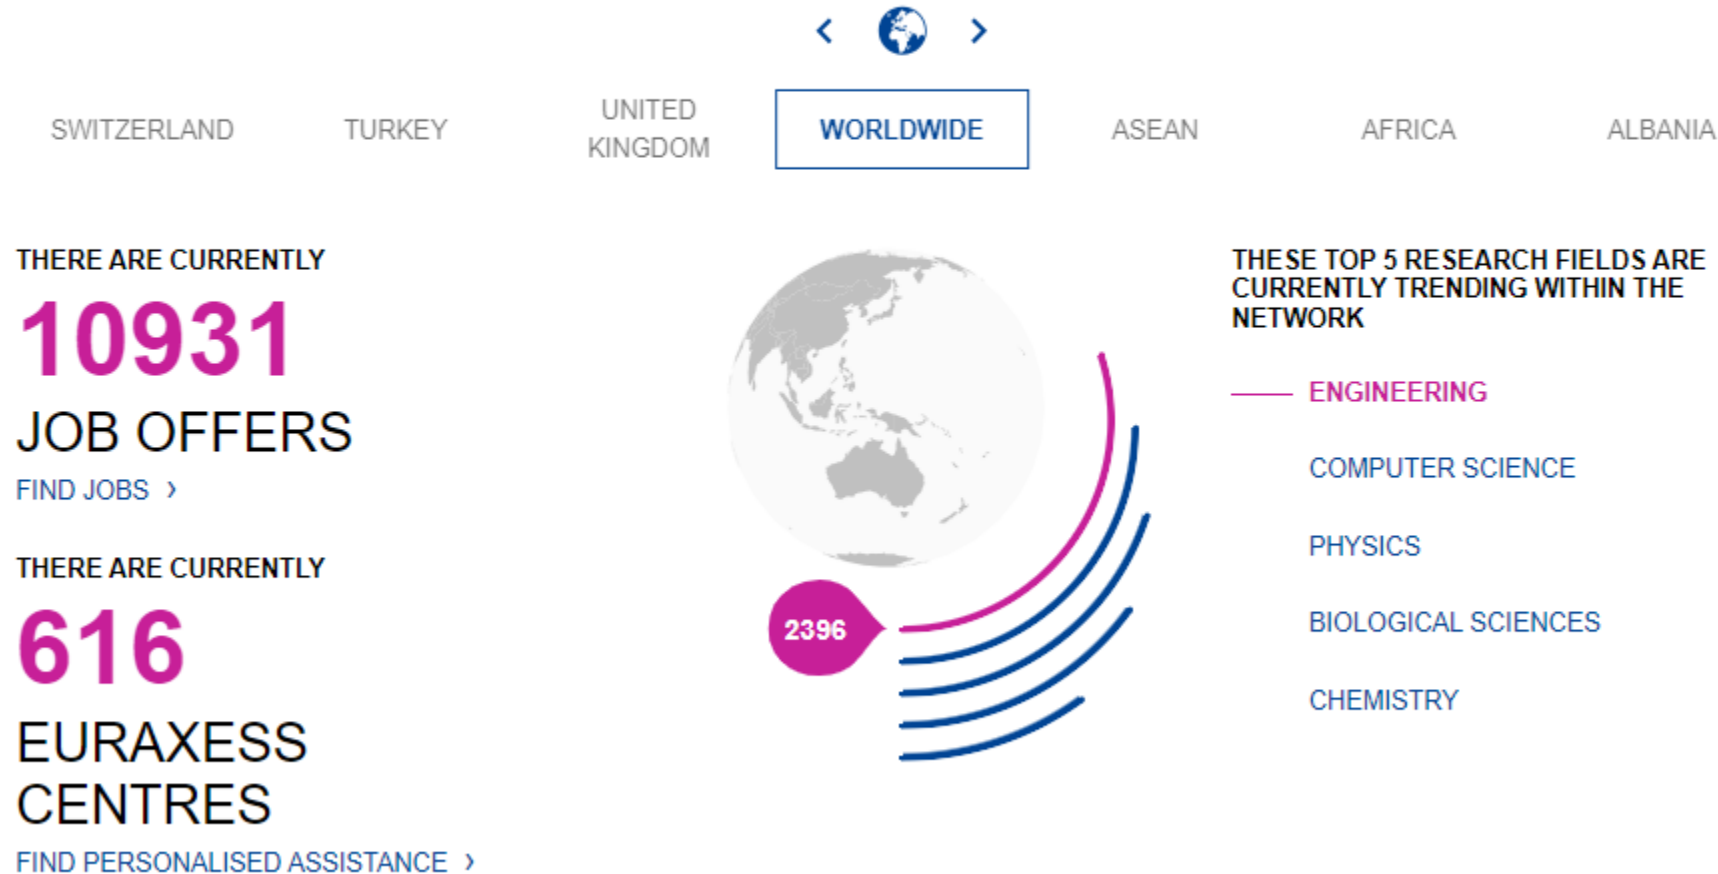 SWITZERLAND
TURKEY
UNITED
KINGDOM
WORLDWIDE
ASEAN
AFRICA
ALBANIA
THERE ARE CURRENTLY
10931
JOB OFFERS
FIND JOBS ›
THERE ARE CURRENTLY
616
EURAXESS
CENTRES
FIND PERSONALISED ASSISTANCE ›
2396
THESE TOP 5 RESEARCH FIELDS ARE
CURRENTLY TRENDING WITHIN THE
NETWORK
ENGINEERING
COMPUTER SCIENCE
PHYSICS
BIOLOGICAL SCIENCES
CHEMISTRY